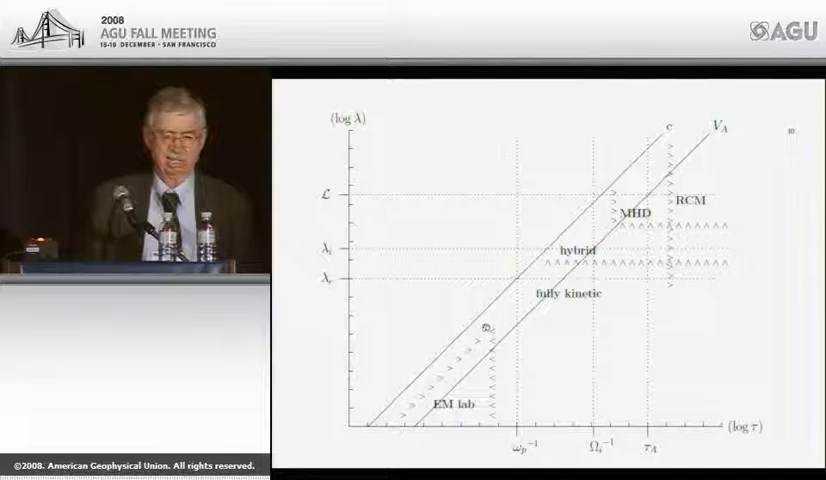 2008
AGU FALL MEETING
15-19 DECEMBER • SAN FRANCISCO
AGU
(log λ)
c
V_A
10
ℒ
RCM
MHD
λ_i
hybrid
λ_e
fully kinetic
EM lab
(log τ)
ω_p⁻¹
Ω_i⁻¹
τ_A
©2008. American Geophysical Union. All rights reserved.